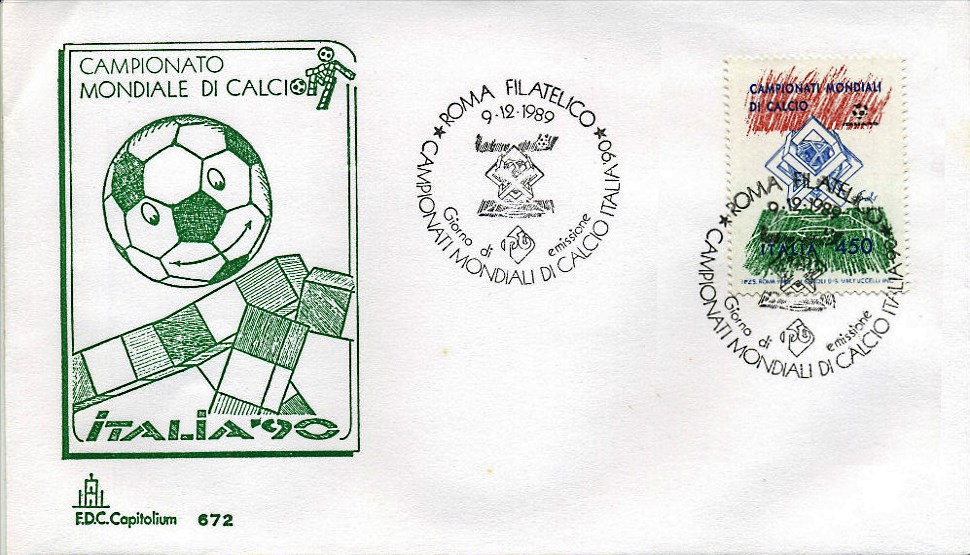 CAMPIONATO
MONDIALE DI CALCIO
ITALIA '90
F.D.C. Capitolium 672
★ ROMA FILATELICO ★
9·12·1989
Giorno di emissione
CAMPIONATI MONDIALI DI CALCIO ITALIA '90
CAMPIONATI MONDIALI
DI CALCIO
ITALIA 450
★ ROMA FILATELICO
9·12·1989
Giorno di emissione
CAMPIONATI MONDIALI DI CALCIO ITALIA '90